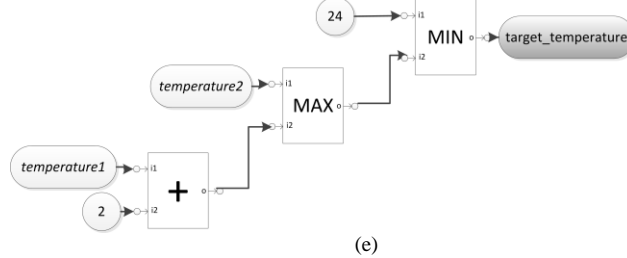 24
i1
MIN
o
target_temperature
i2
temperature2
i1
MAX
o
i2
temperature1
i1
+
o
2
i2
(e)